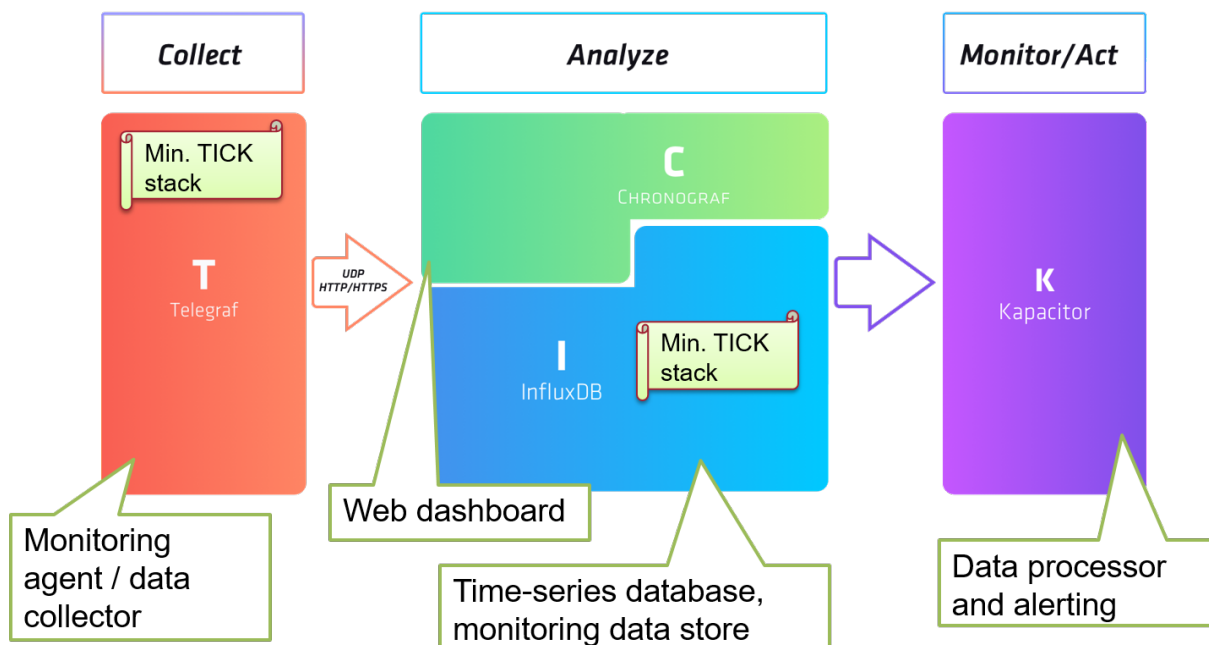 Collect
Analyze
Monitor/Act
Min. TICK
stack
T
Telegraf
UDP
HTTP/HTTPS
C
CHRONOGRAF
I
InfluxDB
Min. TICK
stack
K
Kapacitor
Monitoring
agent / data
collector
Web dashboard
Time-series database,
monitoring data store
Data processor
and alerting